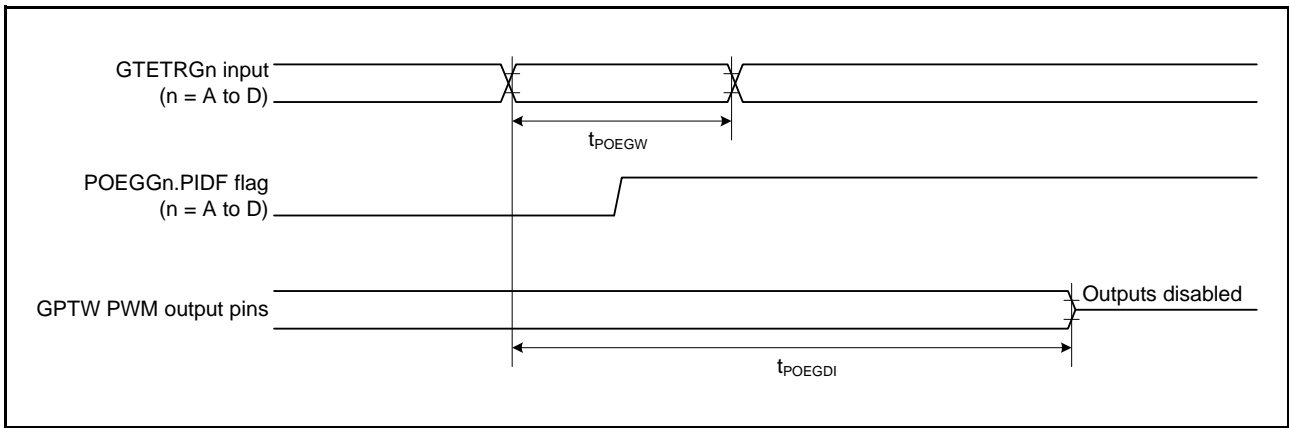 GTETRGn input
(n = A to D)
tPOEGW
POEGGn.PIDF flag
(n = A to D)
GPTW PWM output pins
Outputs disabled
tPOEGDI